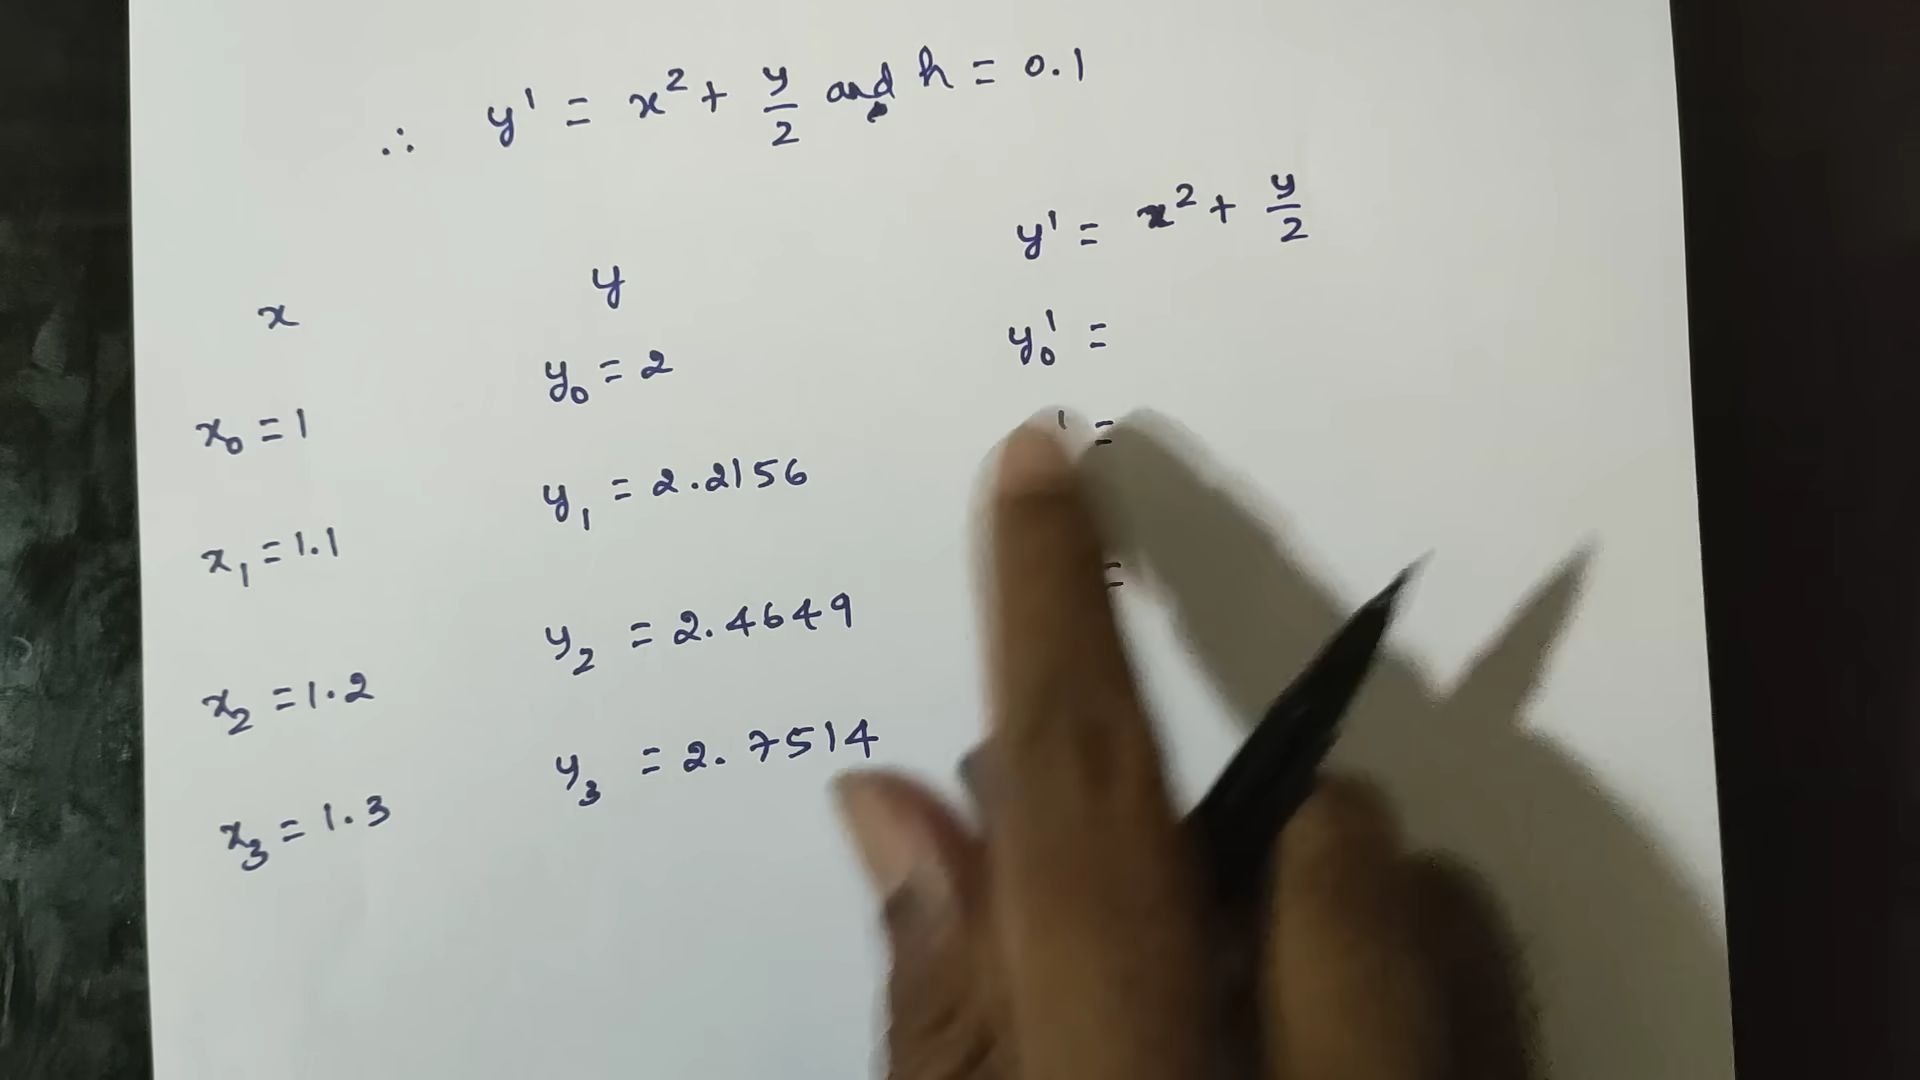 ∴ y' = x² + y/2 and h = 0.1
x y y' = x² + y/2
x₀ = 1 y₀ = 2 y₀' =
x₁ = 1.1 y₁ = 2.2156 ' =
x₂ = 1.2 y₂ = 2.4649 =
x₃ = 1.3 y₃ = 2.7514